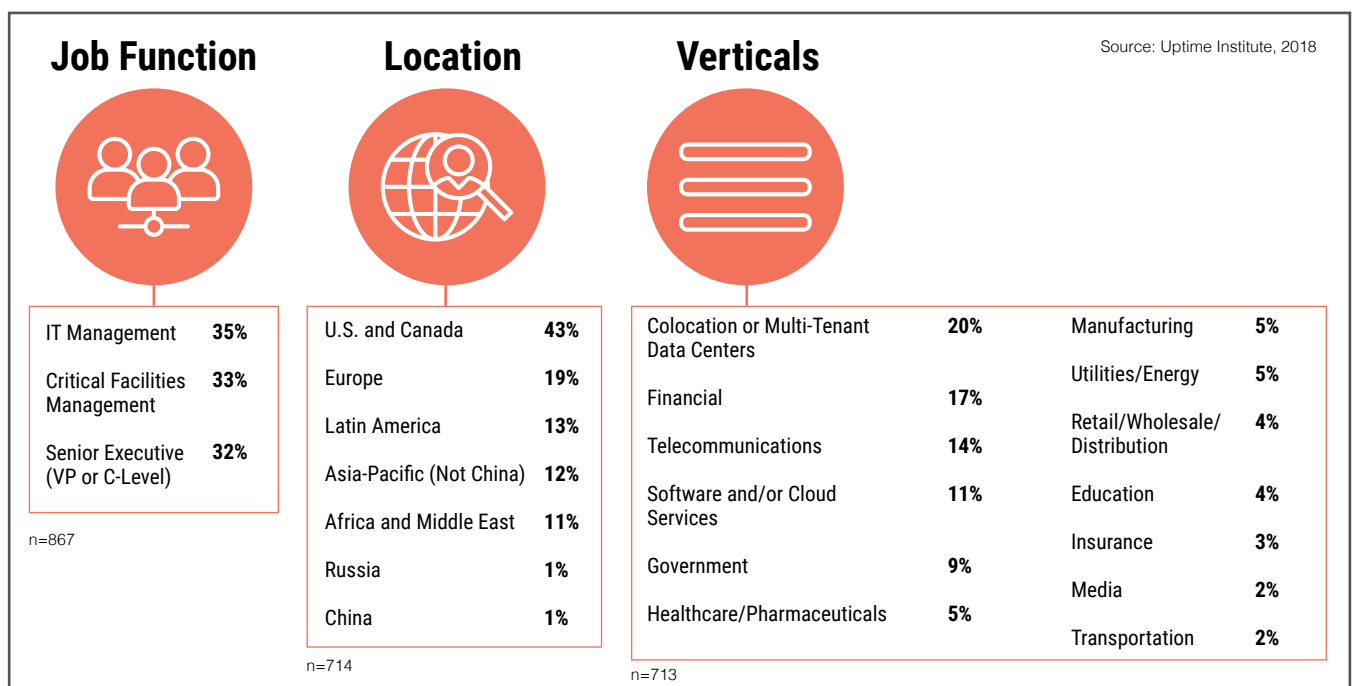 Job Function
Location
Verticals
Source: Uptime Institute, 2018
IT Management 35%
Critical Facilities 33%
Management
Senior Executive 32%
(VP or C-Level)
n=867
U.S. and Canada 43%
Europe 19%
Latin America 13%
Asia-Pacific (Not China) 12%
Africa and Middle East 11%
Russia 1%
China 1%
n=714
Colocation or Multi-Tenant 20%
Data Centers
Financial 17%
Telecommunications 14%
Software and/or Cloud 11%
Services
Government 9%
Healthcare/Pharmaceuticals 5%
Manufacturing 5%
Utilities/Energy 5%
Retail/Wholesale/ 4%
Distribution
Education 4%
Insurance 3%
Media 2%
Transportation 2%
n=713